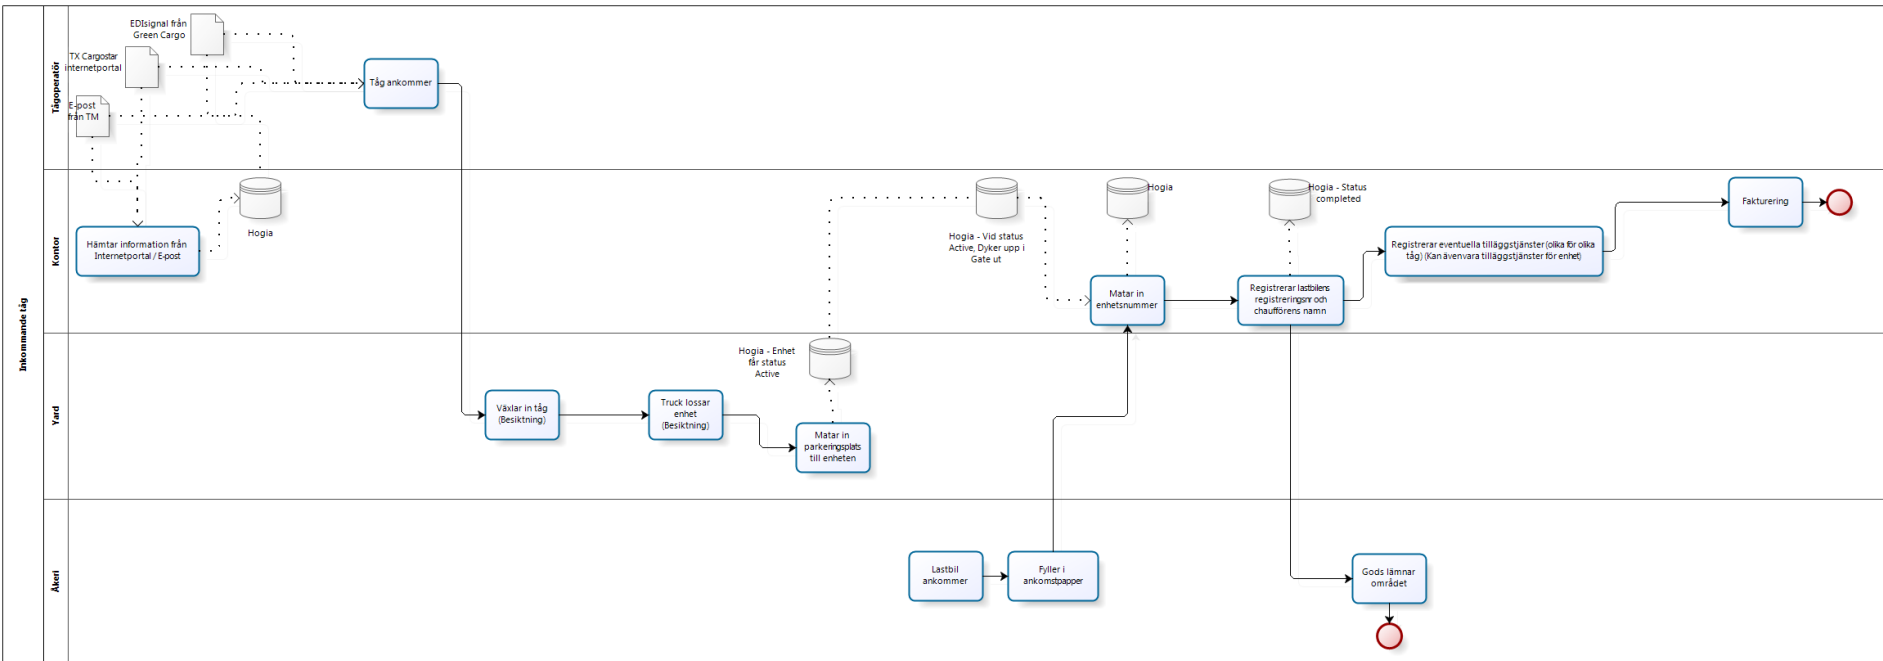 Inkommande tåg
Tågoperatör
EDIsignal från
Green Cargo
TX Cargostar
internetportal
E-post
från TM
Tåg ankommer
Kontor
Hämtar information från
Internetportal / E-post
Hogia
Hogia - Vid status
Active, Dyker upp i
Gate ut
Hogia
Matar in
enhetsnummer
Hogia - Status
completed
Registrerar lastbilens
registreringsnr och
chaufförens namn
Registrerar eventuella tilläggstjänster (olika för olika
tåg) (Kan även vara tilläggstjänster för enhet)
Fakturering
Yard
Växlar in tåg
(Besiktning)
Truck lossar
enhet
(Besiktning)
Hogia - Enhet
får status
Active
Matar in
parkeringsplats
till enheten
Åkeri
Lastbil
ankommer
Fyller i
ankomstpapper
Gods lämnar
området